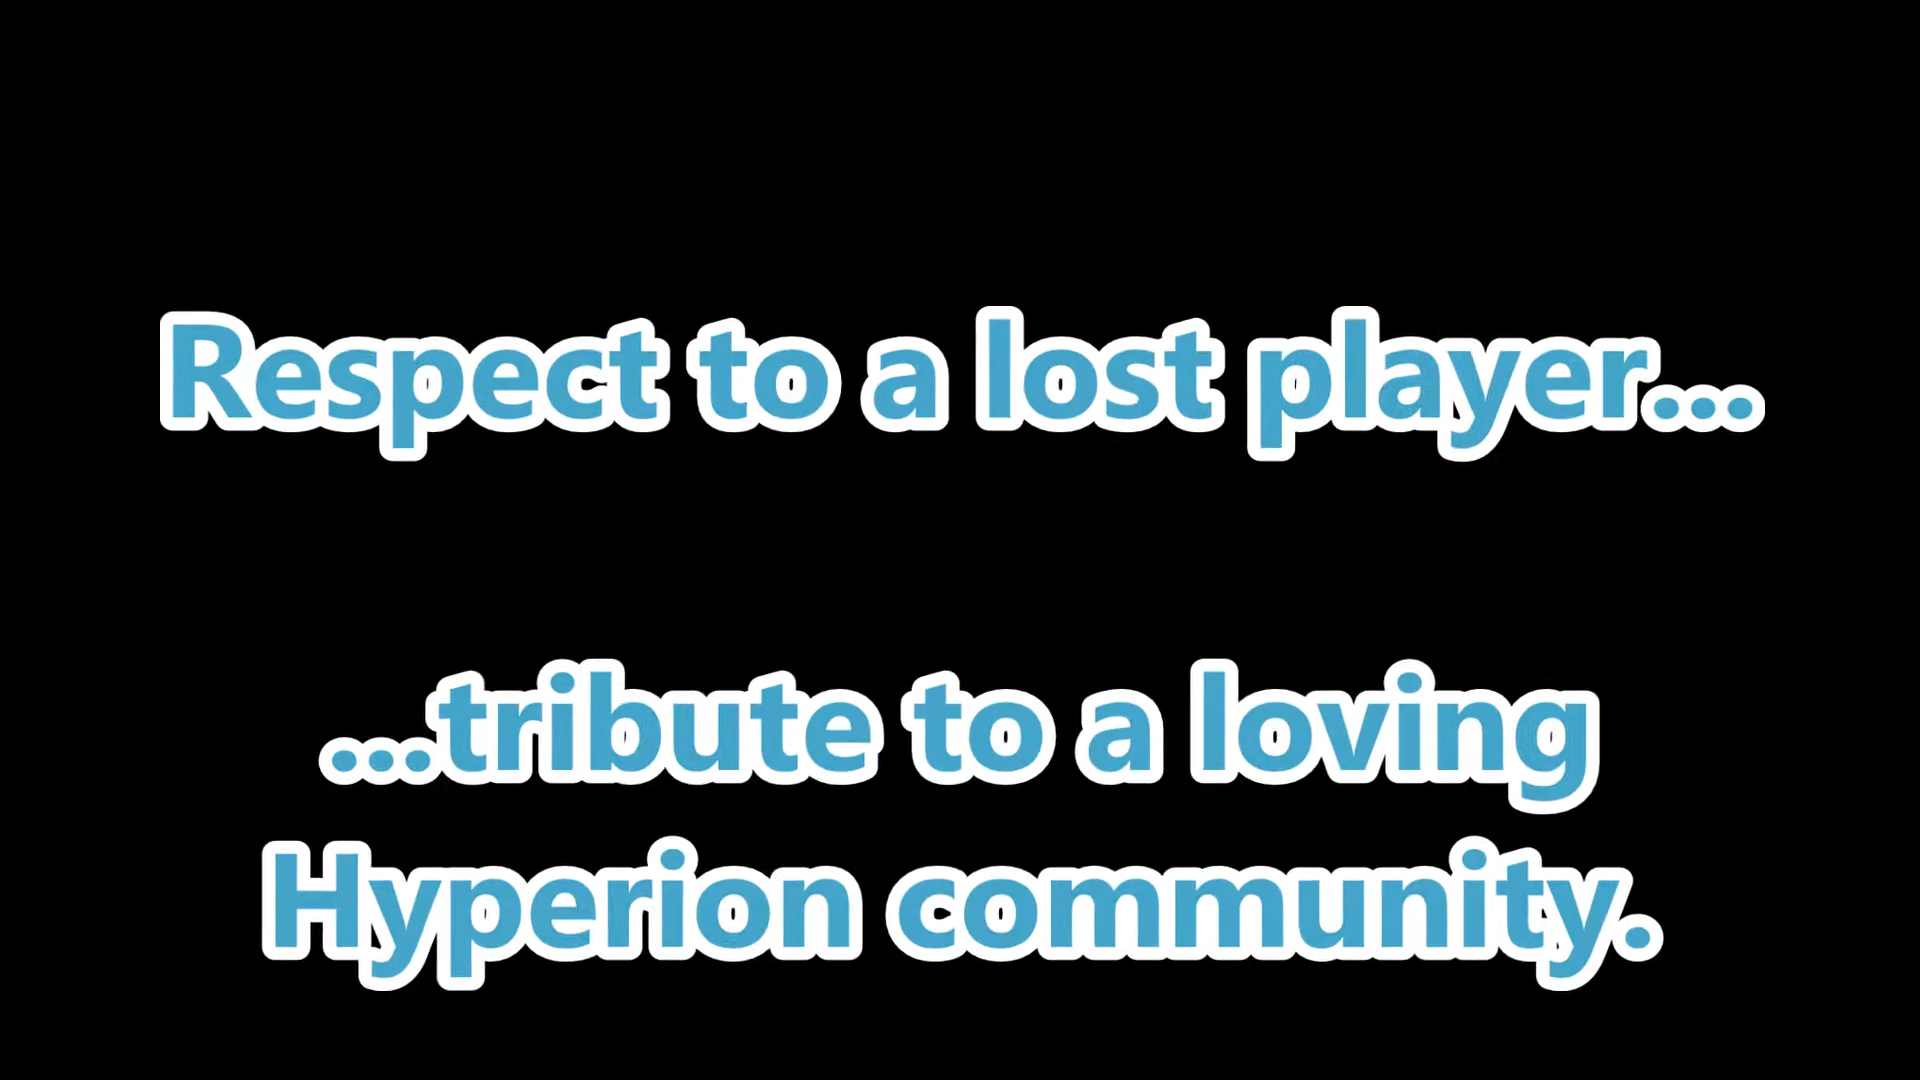 Respect to a lost player...
...tribute to a loving
Hyperion community.